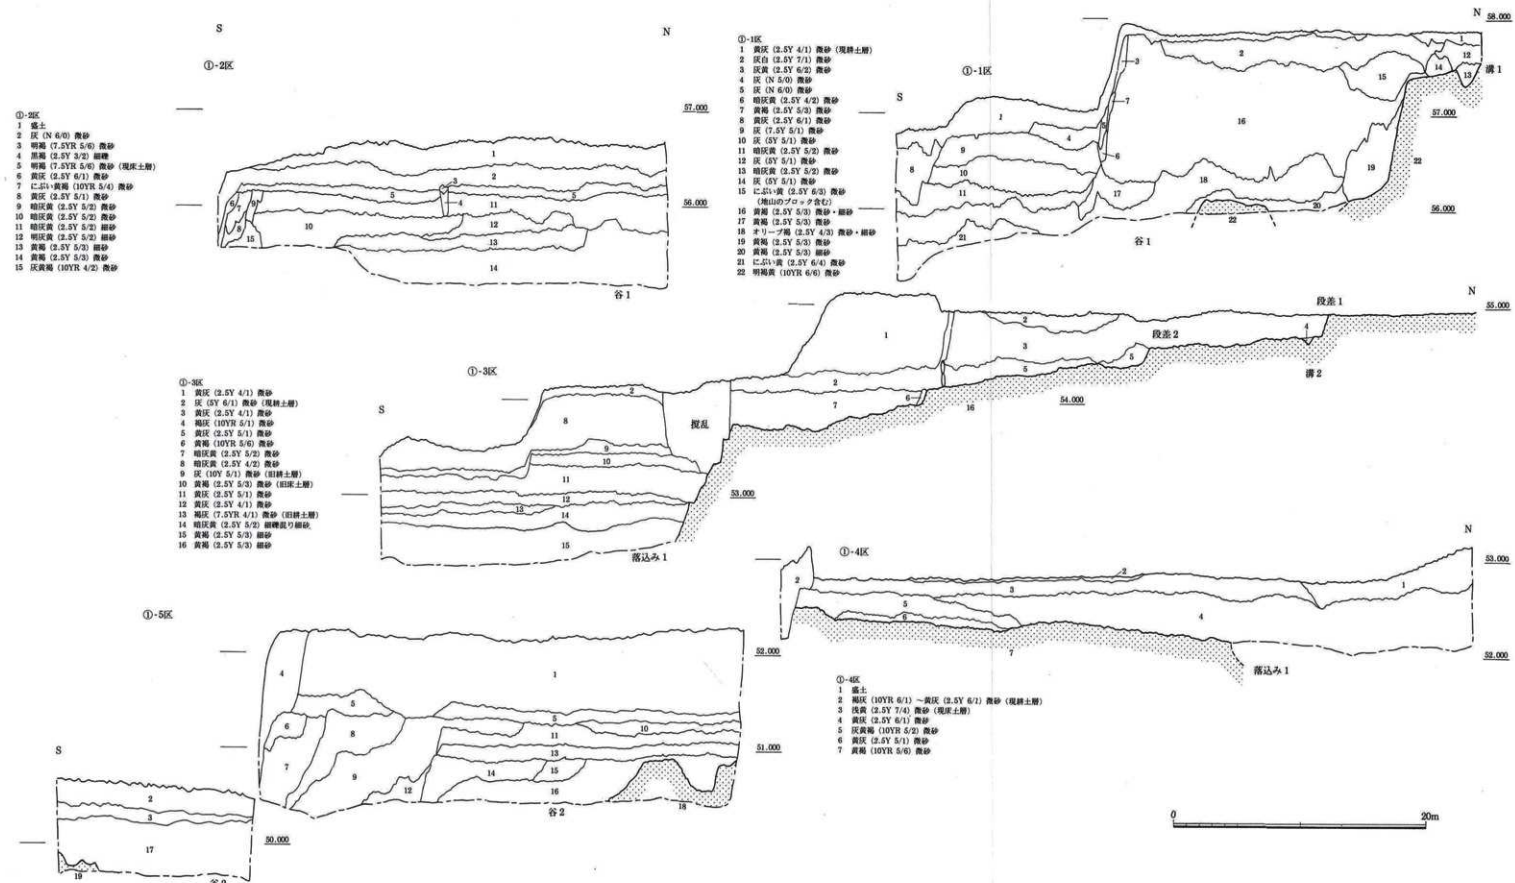 ①-2区
S
N
57.000
56.000
①-2区
1 盛土
2 灰 (N 6/0) 微砂
3 明褐 (7.5YR 5/6) 微砂
4 黒褐 (2.5Y 3/2) 細礫
5 明褐 (7.5YR 5/6) 微砂 (現床土層)
6 黄灰 (2.5Y 6/1) 微砂
7 にぶい黄褐 (10YR 5/4) 微砂
8 黄灰 (2.5Y 5/1) 微砂
9 暗灰黄 (2.5Y 5/2) 微砂
10 暗灰黄 (2.5Y 5/2) 微砂
11 暗灰黄 (2.5Y 5/2) 細砂
12 明灰黄 (2.5Y 5/2) 細砂
13 黄褐 (2.5Y 5/3) 細砂
14 黄褐 (2.5Y 5/3) 微砂
15 灰黄褐 (10YR 4/2) 微砂
谷1
①-1区
1 黄灰 (2.5Y 4/1) 微砂 (現耕土層)
2 灰白 (2.5Y 7/1) 微砂
3 灰黄 (2.5Y 6/2) 微砂
4 灰 (N 5/0) 微砂
5 灰 (N 6/0) 微砂
6 暗灰黄 (2.5Y 4/2) 微砂
7 黄褐 (2.5Y 5/3) 微砂
8 黄灰 (2.5Y 6/1) 微砂
9 灰 (7.5Y 5/1) 微砂
10 灰 (5Y 5/1) 微砂
11 暗灰黄 (2.5Y 5/2) 微砂
12 灰 (5Y 5/1) 微砂
13 暗灰黄 (2.5Y 5/2) 微砂
14 灰 (5Y 5/1) 微砂
15 にぶい黄 (2.5Y 6/3) 微砂
(地山のブロック含む)
16 黄褐 (2.5Y 5/3) 微砂・細砂
17 黄褐 (2.5Y 5/3) 微砂
18 オリーブ褐 (2.5Y 4/3) 微砂・細砂
19 黄褐 (2.5Y 5/3) 微砂
20 黄褐 (2.5Y 5/3) 細砂
21 にぶい黄 (2.5Y 6/4) 微砂
22 明褐黄 (10YR 6/6) 微砂
①-1区
S
N
58.000
57.000
56.000
溝1
谷1
①-3区
1 黄灰 (2.5Y 4/1) 微砂
2 灰 (5Y 6/1) 微砂 (現耕土層)
3 黄灰 (2.5Y 4/1) 微砂
4 褐灰 (10YR 5/1) 微砂
5 黄灰 (2.5Y 5/1) 微砂
6 黄褐 (10YR 5/6) 微砂
7 暗灰黄 (2.5Y 5/2) 微砂
8 暗灰黄 (2.5Y 4/2) 微砂
9 灰 (10Y 5/1) 微砂 (旧耕土層)
10 黄褐 (2.5Y 5/3) 微砂 (旧床土層)
11 黄灰 (2.5Y 5/1) 微砂
12 黄灰 (2.5Y 4/1) 微砂
13 褐灰 (7.5YR 4/1) 微砂 (旧耕土層)
14 暗灰黄 (2.5Y 5/2) 細礫混り細砂
15 黄褐 (2.5Y 5/3) 細砂
16 黄褐 (2.5Y 5/3) 細砂
①-3区
S
N
撹乱
段差1
段差2
溝2
55.000
54.000
53.000
落込み1
①-4区
N
53.000
52.000
落込み1
①-4区
1 盛土
2 褐灰 (10YR 6/1) ～黄灰 (2.5Y 6/1) 微砂 (現耕土層)
3 浅黄 (2.5Y 7/4) 微砂 (現床土層)
4 黄灰 (2.5Y 6/1) 微砂
5 灰黄褐 (10YR 5/2) 微砂
6 黄灰 (2.5Y 5/1) 微砂
7 黄褐 (10YR 5/6) 微砂
①-5区
S
52.000
51.000
50.000
谷2
0
20m